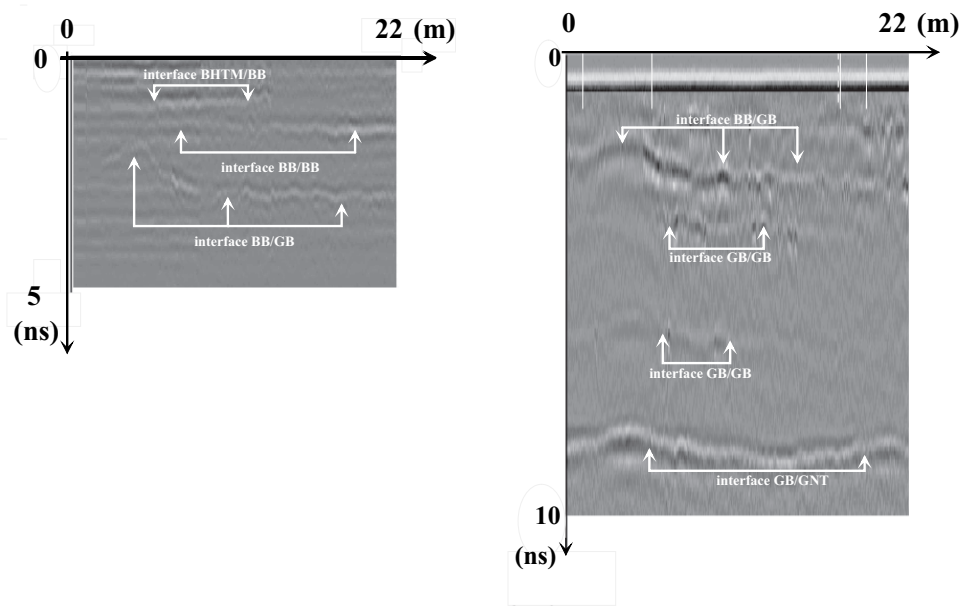 0
22 (m)
0
interface BHTM/BB
interface BB/BB
interface BB/GB
5
(ns)
0
22 (m)
0
interface BB/GB
interface GB/GB
interface GB/GB
interface GB/GNT
10
(ns)